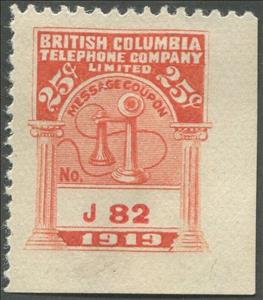 BRITISH COLUMBIA
TELEPHONE COMPANY
LIMITED
25¢ 25¢
MESSAGE COUPON
No.
J 82
1919